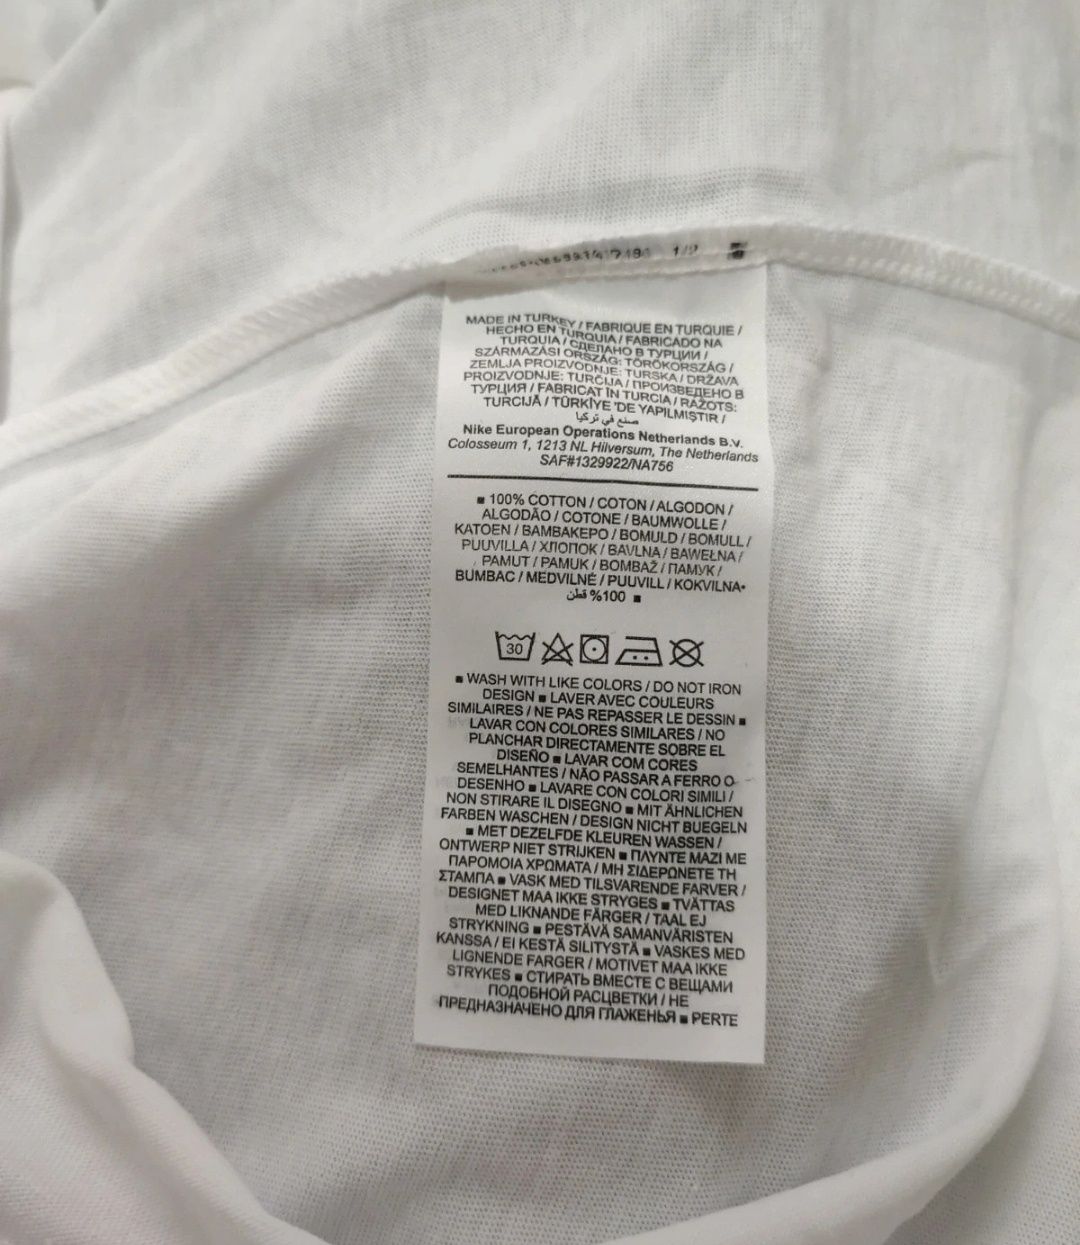 1/2
MADE IN TURKEY / FABRIQUE EN TURQUIE /
HECHO EN TURQUIA / FABRICADO NA
TURQUIA / СДЕЛАНО В ТУРЦИИ /
SZÁRMAZÁSI ORSZÁG: TÖRÖKORSZÁG /
ZEMLJA PROIZVODNJE: TURSKA / DRŽAVA
PROIZVODNJE: TURČIJA / ПРОИЗВЕДЕНО В
ТУРЦИЯ / FABRICAT ÎN TURCIA / RAŽOTS:
TURCIJĀ / TÜRKİYE 'DE YAPILMIŞTIR /
صنع في تركيا
Nike European Operations Netherlands B.V.
Colosseum 1, 1213 NL Hilversum, The Netherlands
SAF#1329922/NA756
■ 100% COTTON / COTON / ALGODON /
ALGODÃO / COTONE / BAUMWOLLE /
KATOEN / ΒΑΜΒΑΚΕΡΟ / BOMULD / BOMULL /
PUUVILLA / ХЛОПОК / BAVLNA / BAWEŁNA /
PAMUT / PAMUK / BOMBAŽ / ПАМУК /
BUMBAC / MEDVILNĖ / PUUVILL / KOKVILNA•
100% قطن ■
30
■ WASH WITH LIKE COLORS / DO NOT IRON
DESIGN ■ LAVER AVEC COULEURS
SIMILAIRES / NE PAS REPASSER LE DESSIN ■
LAVAR CON COLORES SIMILARES / NO
PLANCHAR DIRECTAMENTE SOBRE EL
DISEÑO ■ LAVAR COM CORES
SEMELHANTES / NÃO PASSAR A FERRO O
DESENHO ■ LAVARE CON COLORI SIMILI /
NON STIRARE IL DISEGNO ■ MIT ÄHNLICHEN
FARBEN WASCHEN / DESIGN NICHT BUEGELN
■ MET DEZELFDE KLEUREN WASSEN /
ONTWERP NIET STRIJKEN ■ ΠΛΥΝΤΕ ΜΑΖΙ ΜΕ
ΠΑΡΟΜΟΙΑ ΧΡΩΜΑΤΑ / ΜΗ ΣΙΔΕΡΩΝΕΤΕ ΤΗ
ΣΤΑΜΠΑ ■ VASK MED TILSVARENDE FARVER /
DESIGNET MAA IKKE STRYGES ■ TVÄTTAS
MED LIKNANDE FÄRGER / TAAL EJ
STRYKNING ■ PESTÄVÄ SAMANVÄRISTEN
KANSSA / EI KESTÄ SILITYSTÄ ■ VASKES MED
LIGNENDE FARGER / MOTIVET MAA IKKE
STRYKES ■ СТИРАТЬ ВМЕСТЕ С ВЕЩАМИ
ПОДОБНОЙ РАСЦВЕТКИ / НЕ
ПРЕДНАЗНАЧЕНО ДЛЯ ГЛАЖЕНЬЯ ■ PERTE